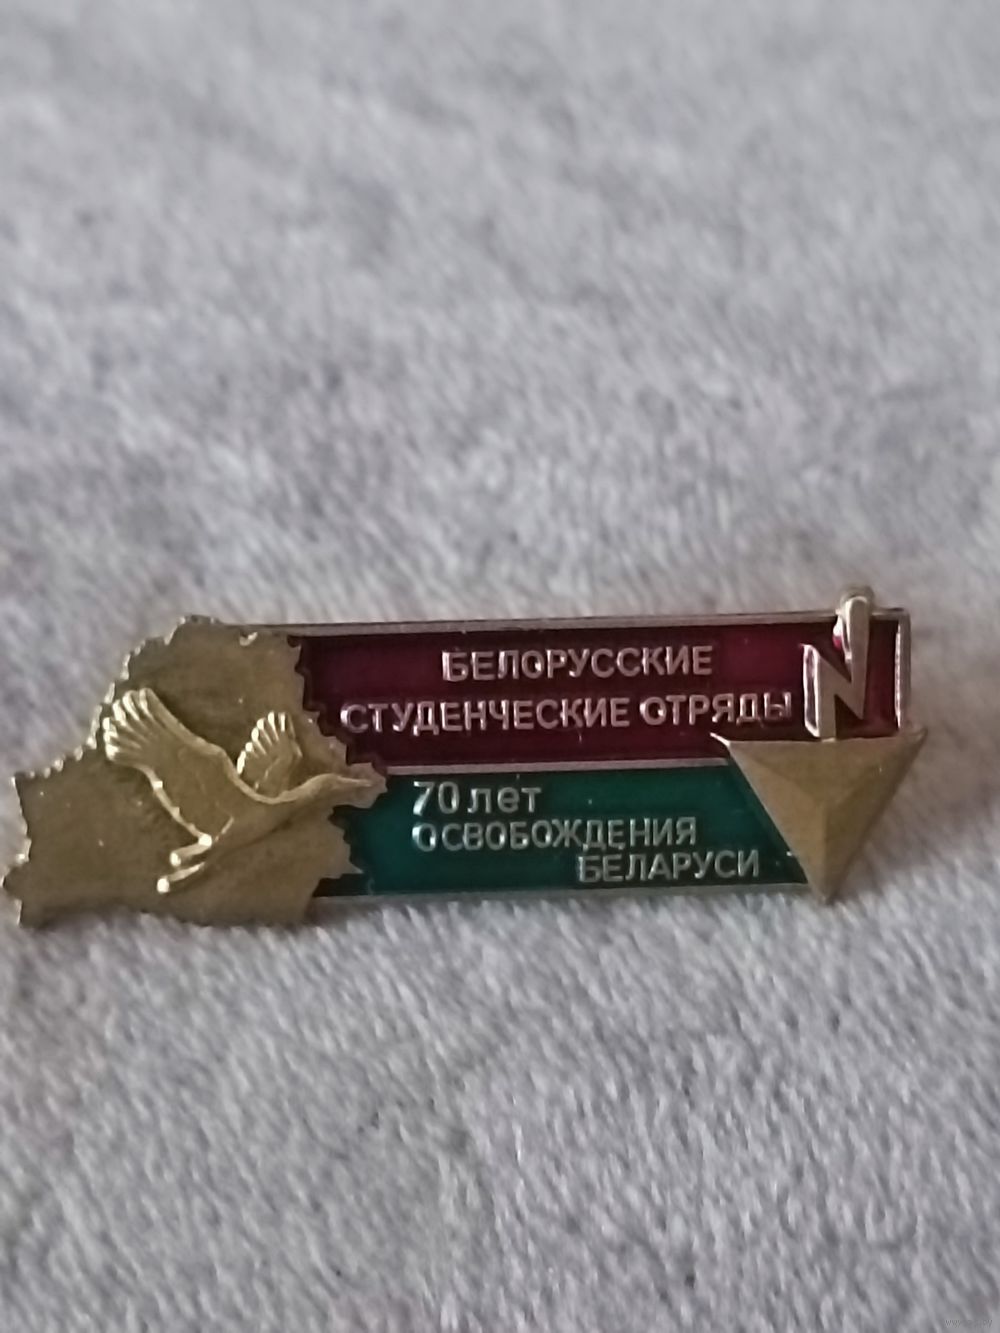 БЕЛОРУССКИЕ
СТУДЕНЧЕСКИЕ ОТРЯДЫ
70 лет
ОСВОБОЖДЕНИЯ
БЕЛАРУСИ